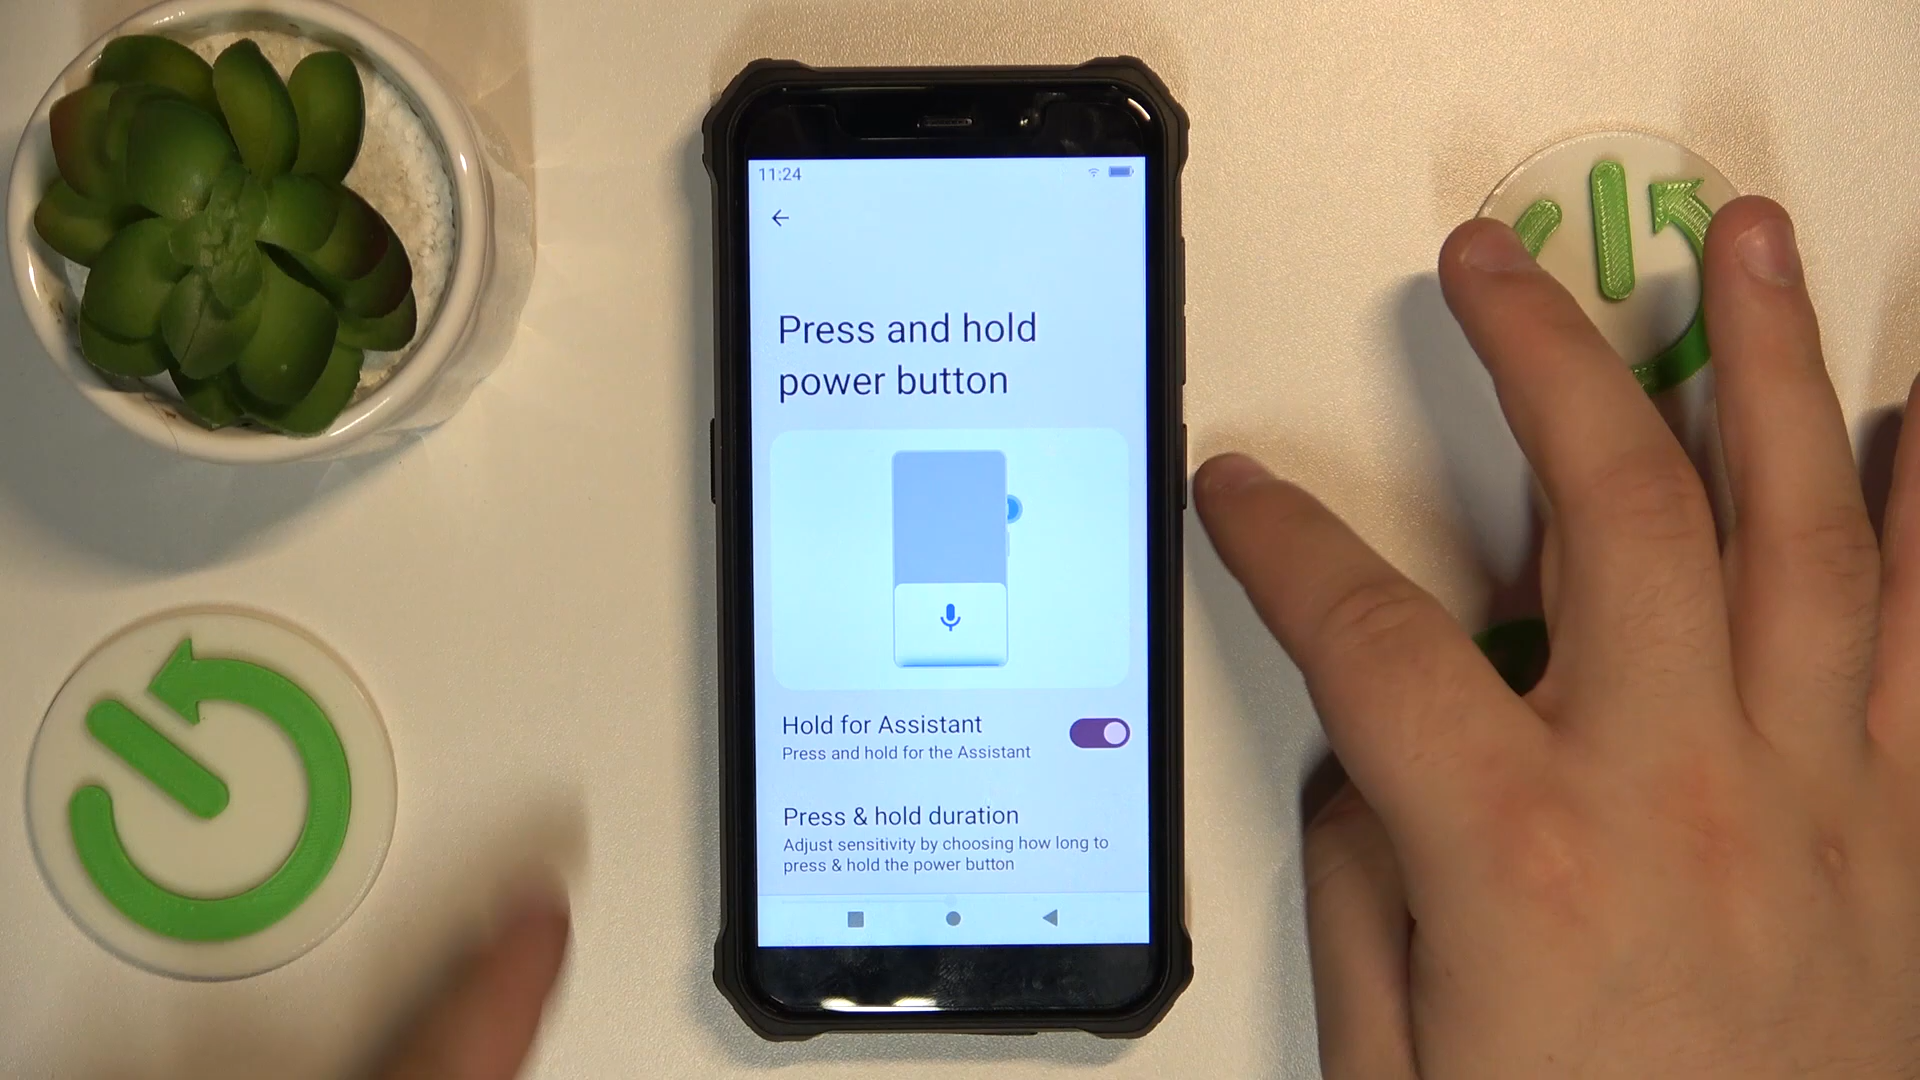 11:24
Press and hold
power button
Hold for Assistant
Press and hold for the Assistant
Press & hold duration
Adjust sensitivity by choosing how long to
press & hold the power button